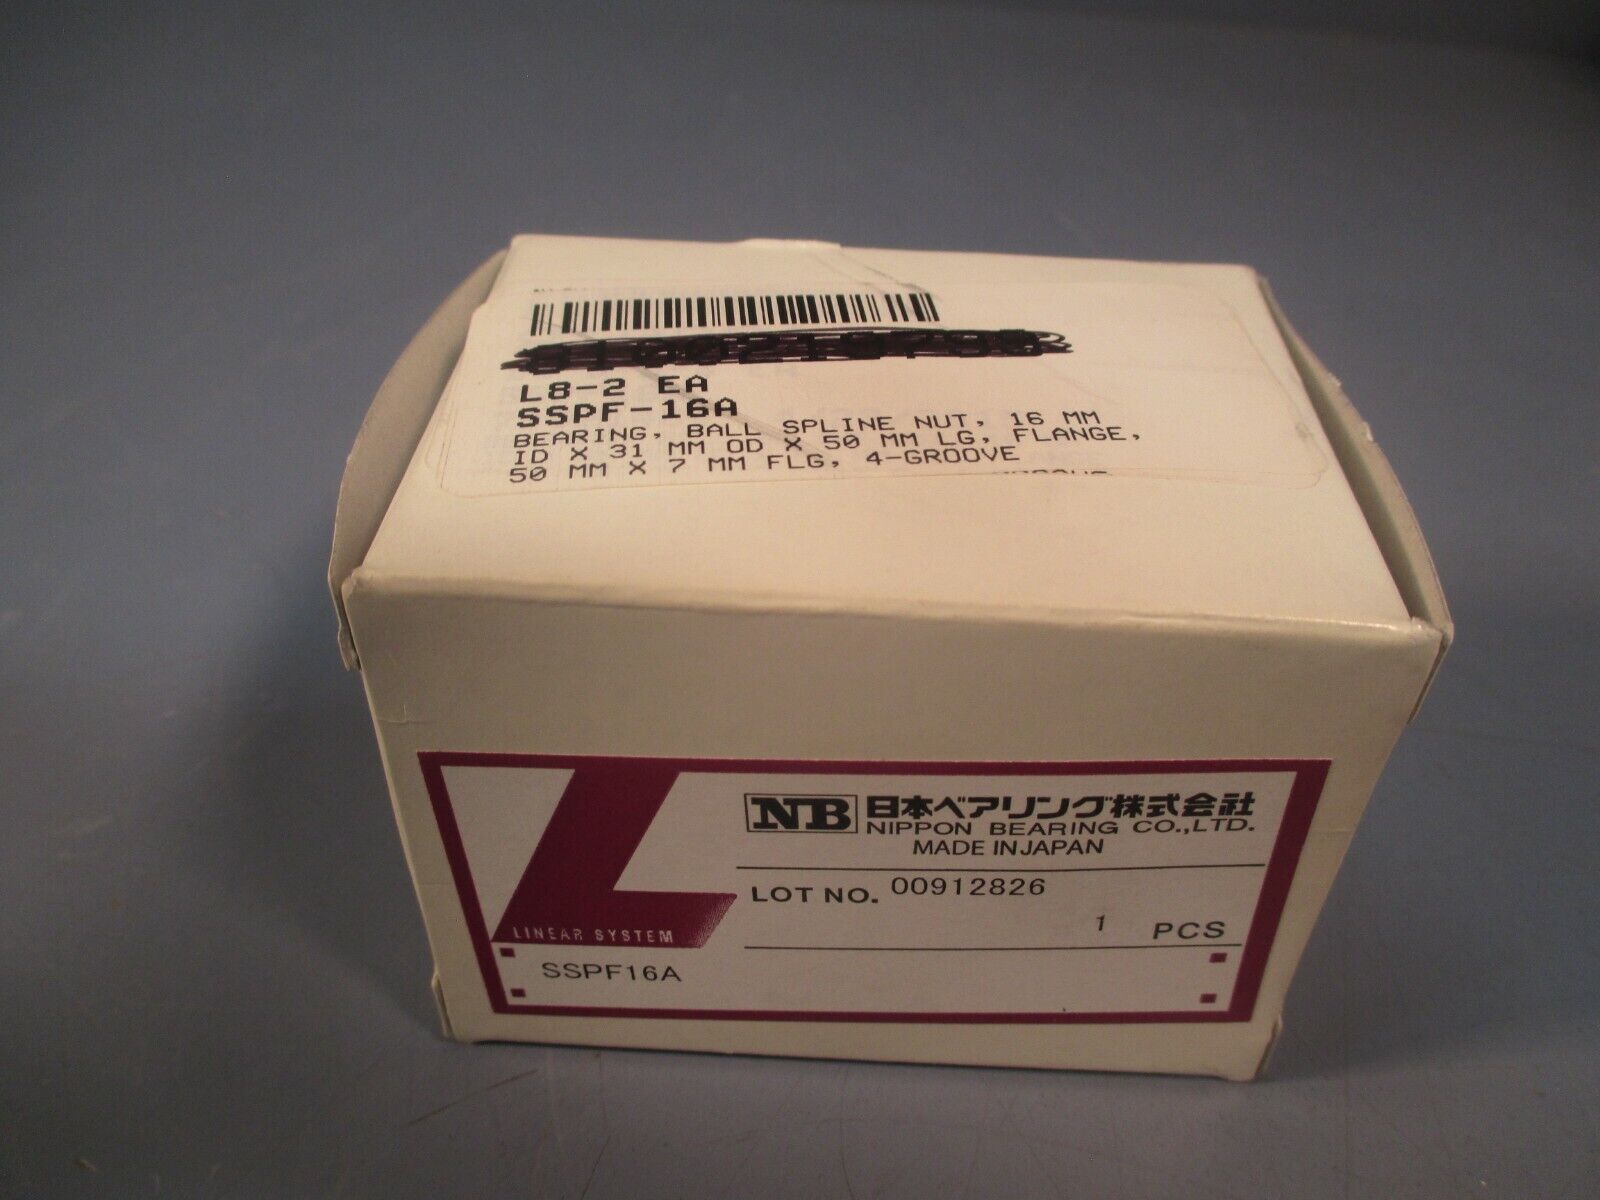 L8-2 EA
SSPF-16A
BEARING, BALL SPLINE NUT, 16 MM
ID X 31 MM OD X 50 MM LG, FLANGE,
50 MM X 7 MM FLG, 4-GROOVE
NB 日本ベアリング株式会社
NIPPON BEARING CO.,LTD.
MADE IN JAPAN
LOT NO. 00912826
1 PCS
LINEAR SYSTEM
SSPF16A